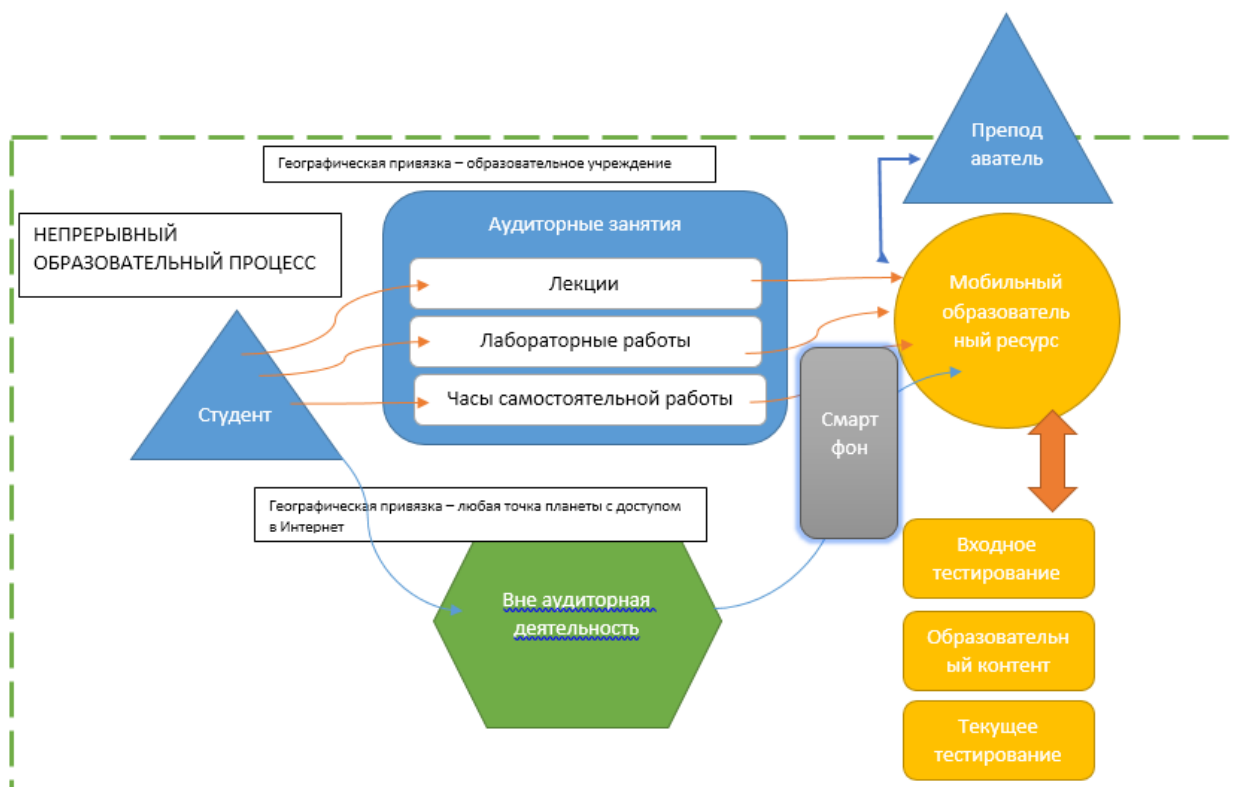 Препод
аватель
Географическая привязка – образовательное учреждение
НЕПРЕРЫВНЫЙ
ОБРАЗОВАТЕЛЬНЫЙ ПРОЦЕСС
Аудиторные занятия
Лекции
Лабораторные работы
Часы самостоятельной работы
Мобильный
образователь
ный ресурс
Студент
Смарт
фон
Географическая привязка – любая точка планеты с доступом
в Интернет
Вне аудиторная
деятельность
Входное
тестирование
Образовательн
ый контент
Текущее
тестирование